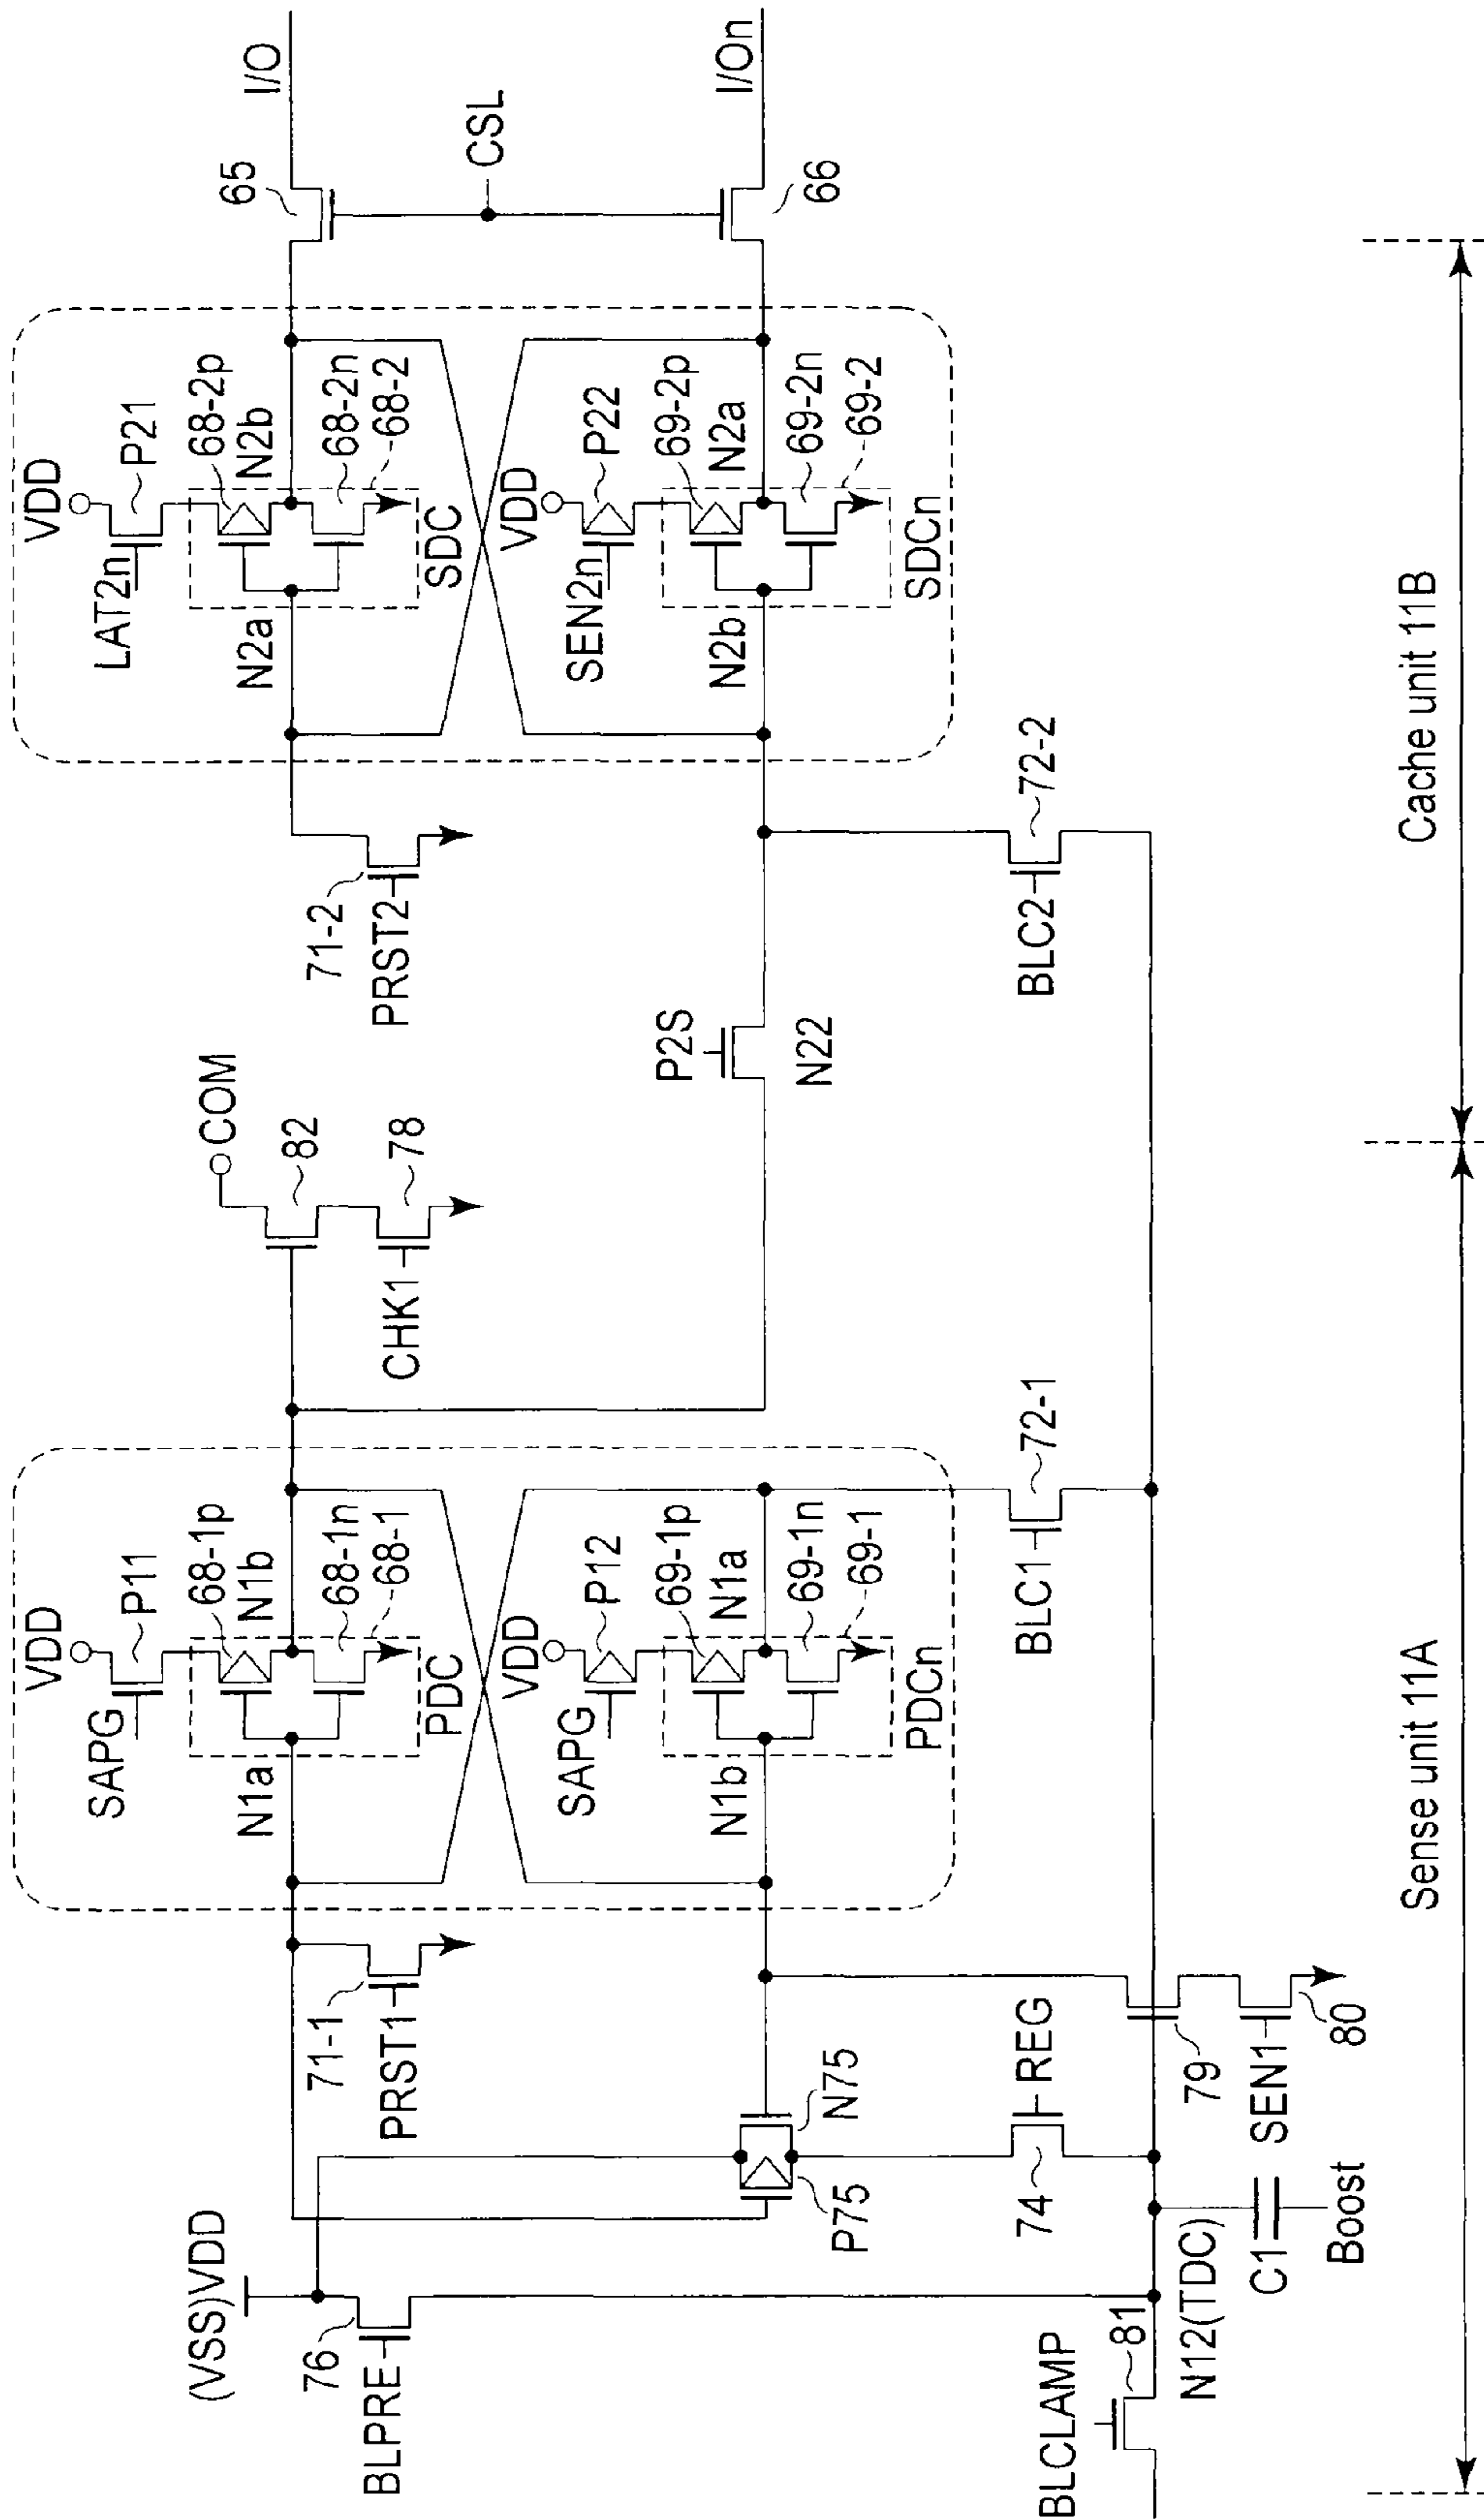 (VSS)VDD
76
BLPRE
BLCLAMP
81
N12(TDC)
C1
Boost
71-1
PRST1
P75
N75
74
REG
79
SEN1
80
VDD
P11
SAPG
68-1p
N1b
N1a
68-1n
68-1
PDC
VDD
P12
SAPG
69-1p
N1a
N1b
69-1n
69-1
PDCn
BLC1
72-1
COM
82
CHK1
78
P2S
N22
71-2
PRST2
BLC2
72-2
VDD
P21
LAT2n
68-2p
N2b
N2a
68-2n
68-2
SDC
VDD
P22
SEN2n
69-2p
N2a
N2b
69-2n
69-2
SDCn
65
I/O
CSL
66
I/On
Sense unit 11A
Cache unit 11B